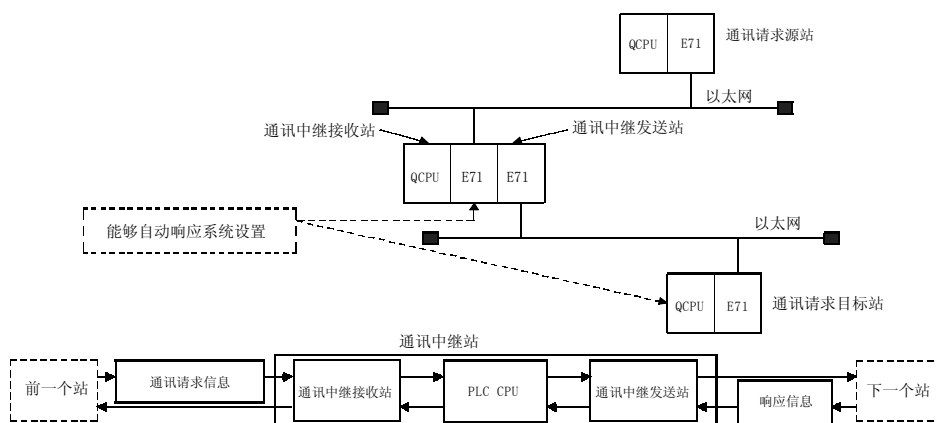 QCPU E71 通讯请求源站
以太网
通讯中继接收站 通讯中继发送站
QCPU E71 E71
能够自动响应系统设置
以太网
QCPU E71 通讯请求目标站
通讯中继站
前一个站 通讯请求信息 通讯中继接收站 PLC CPU 通讯中继发送站 响应信息 下一个站